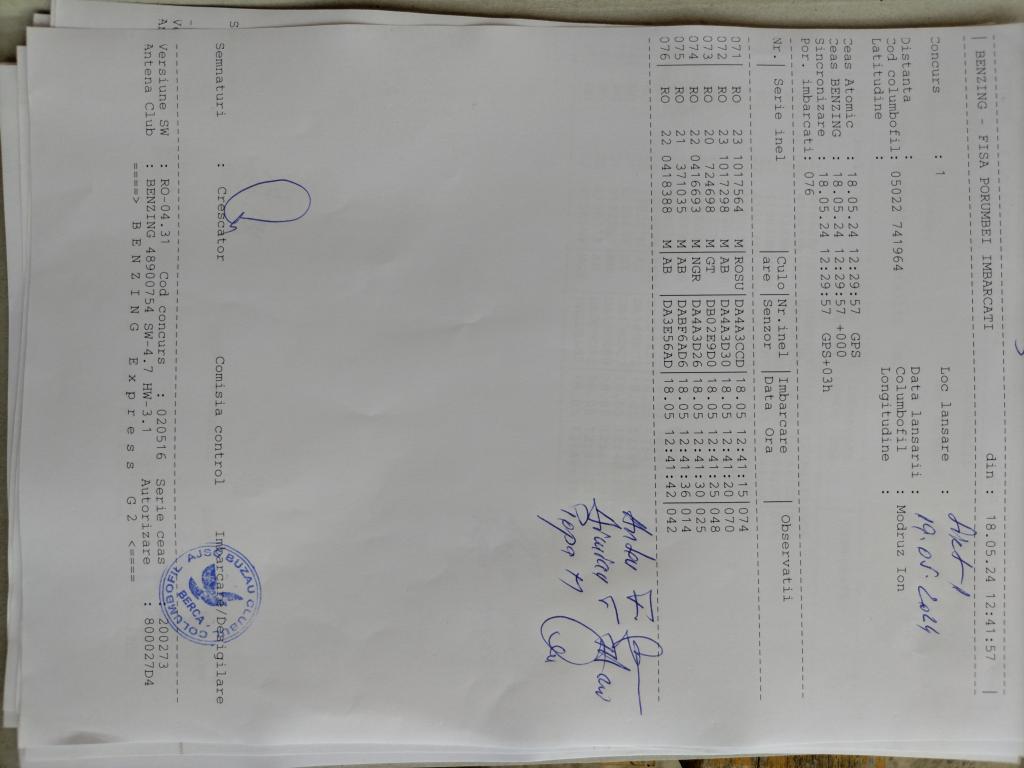 | BENZING - FISA PORUMBEI IMBARCATI din : 18.05.24 12:41:57 |
Concurs : 1 Loc lansare :
Data lansarii : 19.05.2024
Distanta : Columbofil : Modruz Ion
Cod columbofil: 05022 741964
Latitudine : Longitudine :
Ceas Atomic : 18.05.24 12:29:57 GPS
Ceas BENZING : 18.05.24 12:29:57 +000
Sincronizare : 18.05.24 12:29:57 GPS+03h
Por. imbarcati: 076
Nr.| Serie inel |Culo|Nr.inel |Imbarcare | Observatii
|are |Senzor |Data Ora |
071| RO 23 1017564 M|ROSU|DA4A3CCD|18.05 12:41:15|074
072| RO 23 1017298 M|AB |DA4A3D30|18.05 12:41:20|070
073| RO 20 724698 M|GT |DB02E9D0|18.05 12:41:25|048
074| RO 22 0416693 M|NGR |DA4A3D26|18.05 12:41:30|025
075| RO 21 37135 M|AB |DABF6AD6|18.05 12:41:36|014
076| RO 22 0418388 M|AB |DA3E56AD|18.05 12:41:42|042
Semnaturi : Crescator Comisia control Imbarcare/Desigilare
AJSC BUZAU CLUBUL COLUMBOFIL
BERCA
Versiune SW : RO-04.31 Cod concurs : 020516 Serie ceas : 200273
Antena Club : BENZING 48900754 SW-4.7 HW-3.1 Autorizare : 800027D4
====> B E N Z I N G E x p r e s s G 2 <====